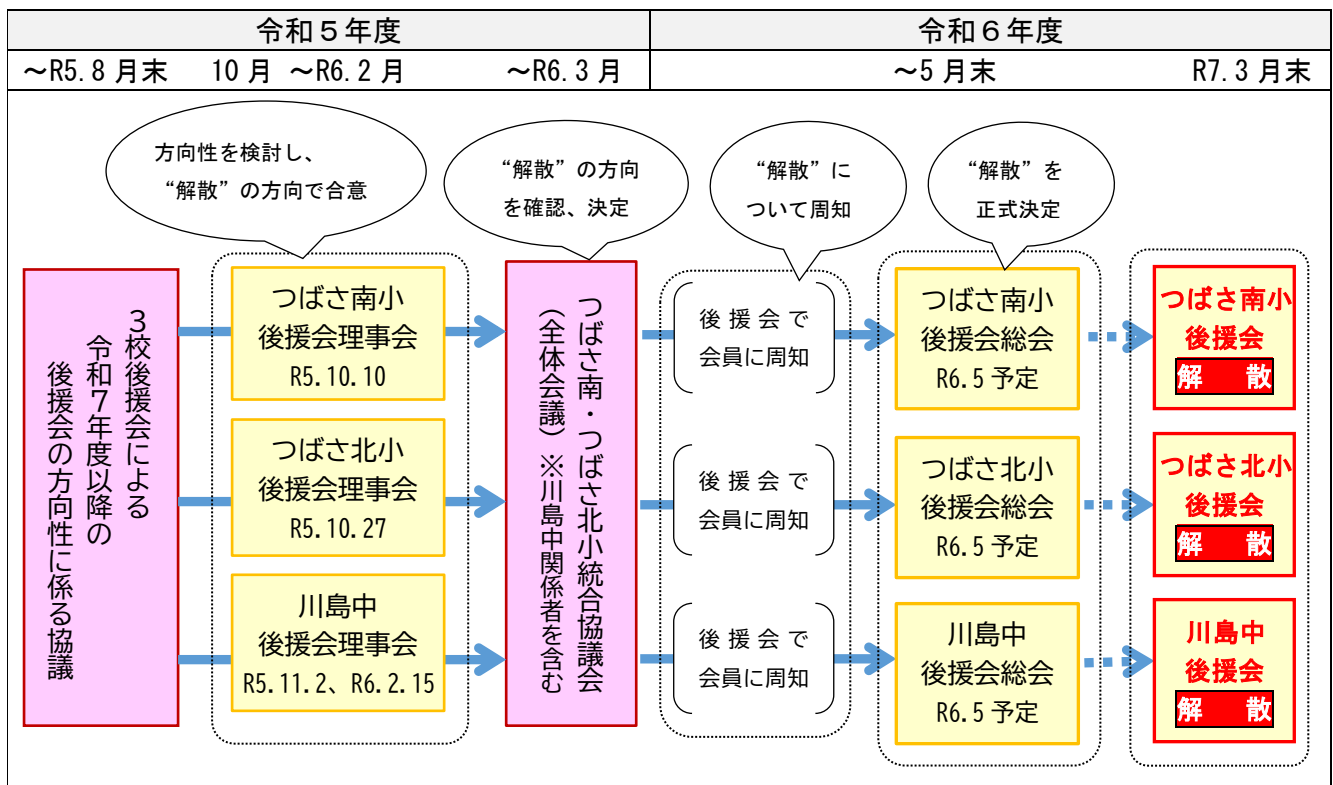 令和５年度
令和６年度
～R5.8月末
10月 ～R6.2月
～R6.3月
～5月末
R7.3月末
方向性を検討し、
“解散”の方向で合意
“解散”の方向
を確認、決定
“解散”に
ついて周知
“解散”を
正式決定
３校後援会による
令和７年度以降の
後援会の方向性に係る協議
つばさ南小
後援会理事会
R5.10.10
つばさ北小
後援会理事会
R5.10.27
川島中
後援会理事会
R5.11.2、R6.2.15
つばさ南・つばさ北小統合協議会
（全体会議）※川島中関係者を含む
後援会で
会員に周知
後援会で
会員に周知
後援会で
会員に周知
つばさ南小
後援会総会
R6.5予定
つばさ北小
後援会総会
R6.5予定
川島中
後援会総会
R6.5予定
つばさ南小
後援会
解　散
つばさ北小
後援会
解　散
川島中
後援会
解　散